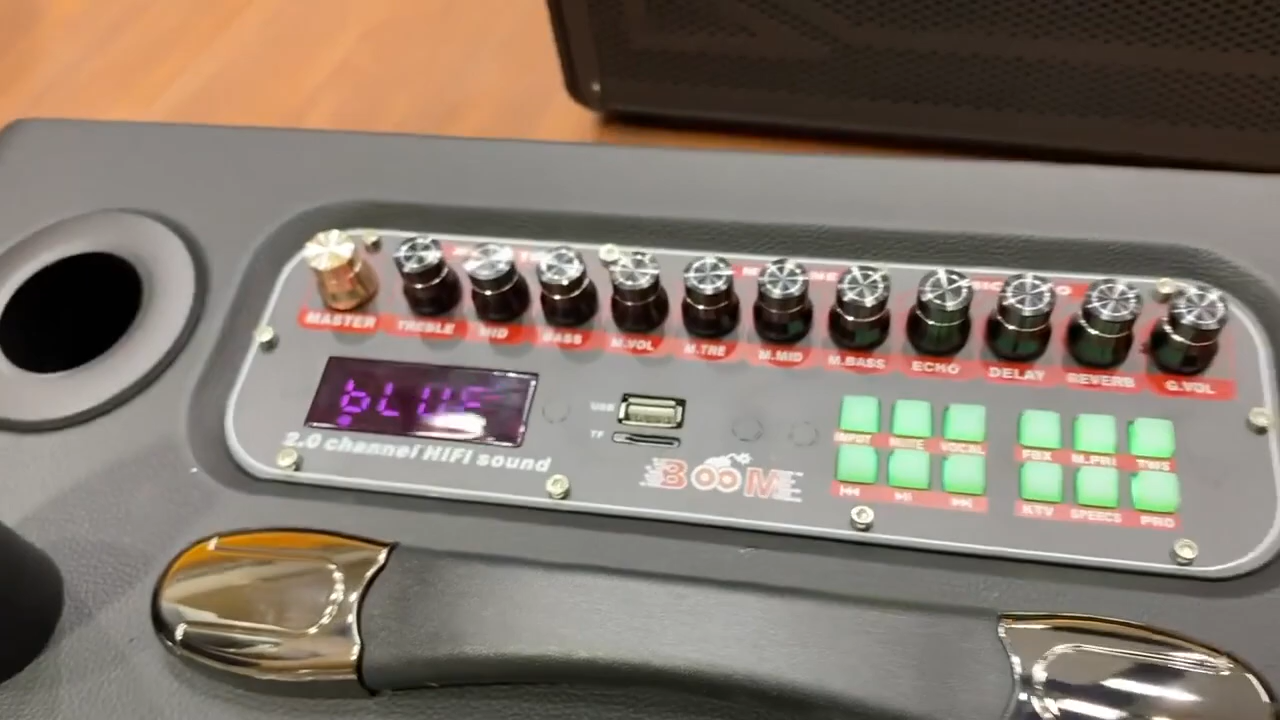 MASTER TREBLE MID BASS M.VOL M.TRE M.MID M.BASS ECHO DELAY REVERB G.VOL
bLUE
USB
TF
2.0 channel HIFI sound
BOOM
INPUT MODE VOCAL FBX M.PRI TWS
KTV SPEECS PRO